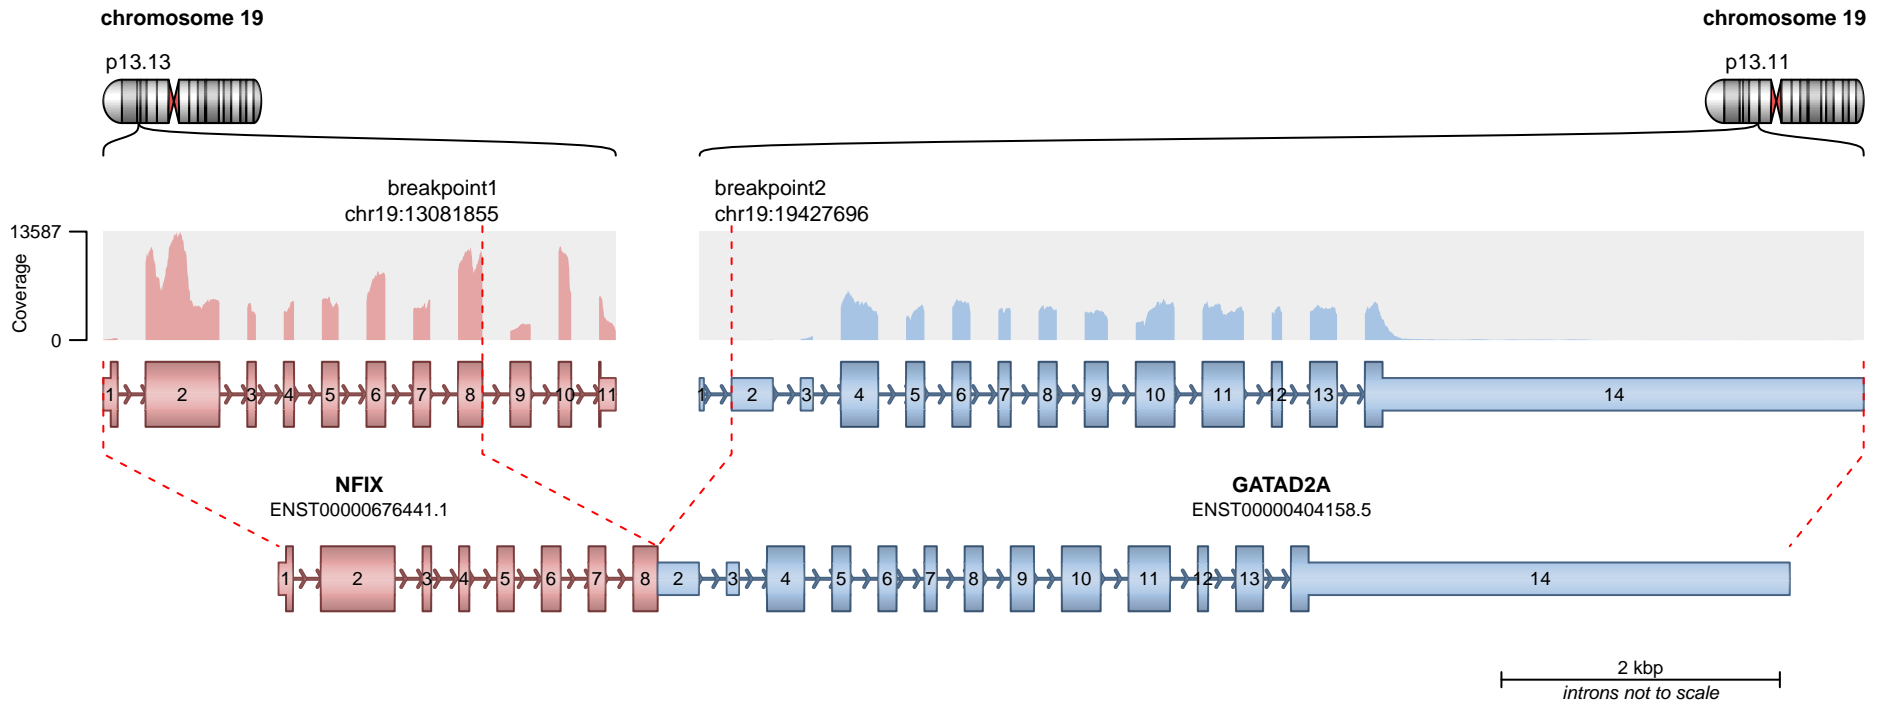 chromosome 19
chromosome 19
p13.13
p13.11
breakpoint1
chr19:13081855
breakpoint2
chr19:19427696
13587
Coverage
0
1 2 3 4 5 6 7 8 9 10 11
1 2 3 4 5 6 7 8 9 10 11 12 13 14
NFIX
ENST00000676441.1
GATAD2A
ENST00000404158.5
1 2 3 4 5 6 7 8 2 3 4 5 6 7 8 9 10 11 12 13 14
2 kbp
introns not to scale